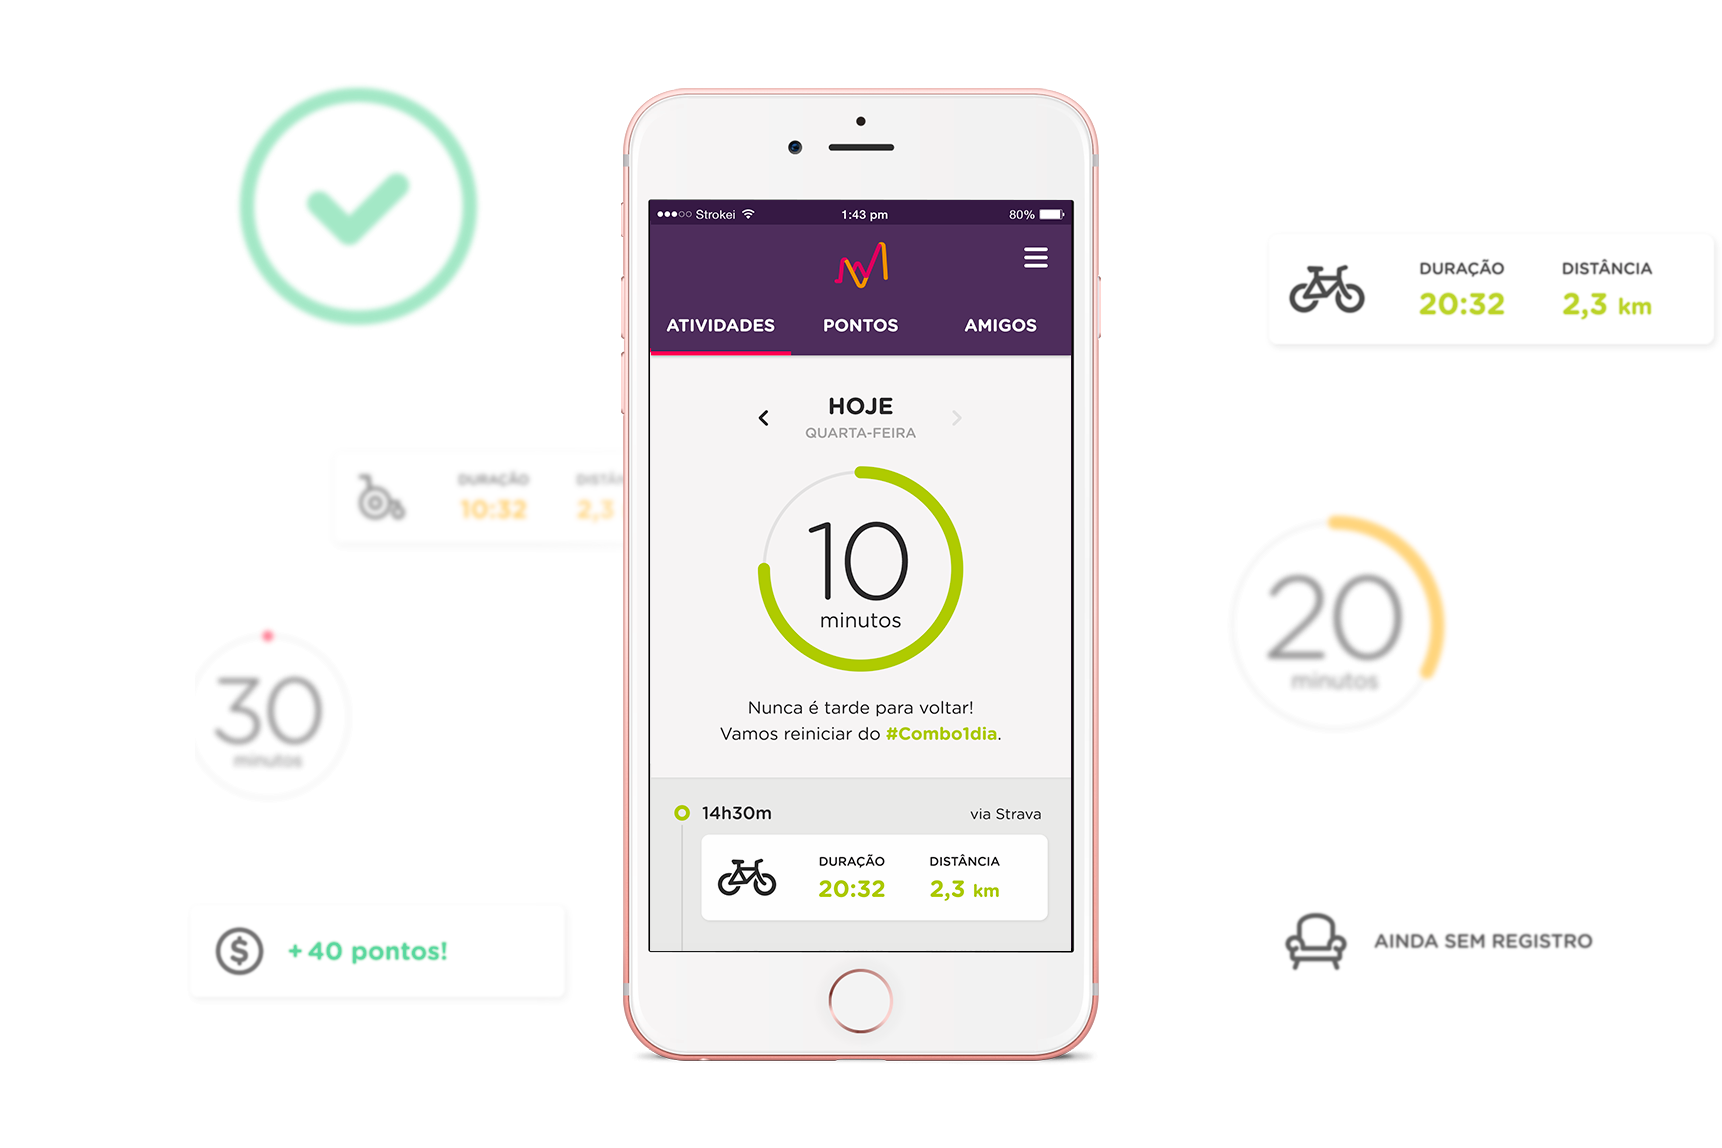 Strokei
1:43 pm
80%
ATIVIDADES
PONTOS
AMIGOS
HOJE
QUARTA-FEIRA
10
minutos
Nunca é tarde para voltar!
Vamos reiniciar do #Combo1dia.
14h30m
via Strava
DURAÇÃO
DISTÂNCIA
20:32
2,3 km
DURAÇÃO
DISTÂN
10:32
2,3
30
minutos
$
+ 40 pontos!
DURAÇÃO
DISTÂNCIA
20:32
2,3 km
20
minutos
AINDA SEM REGISTRO